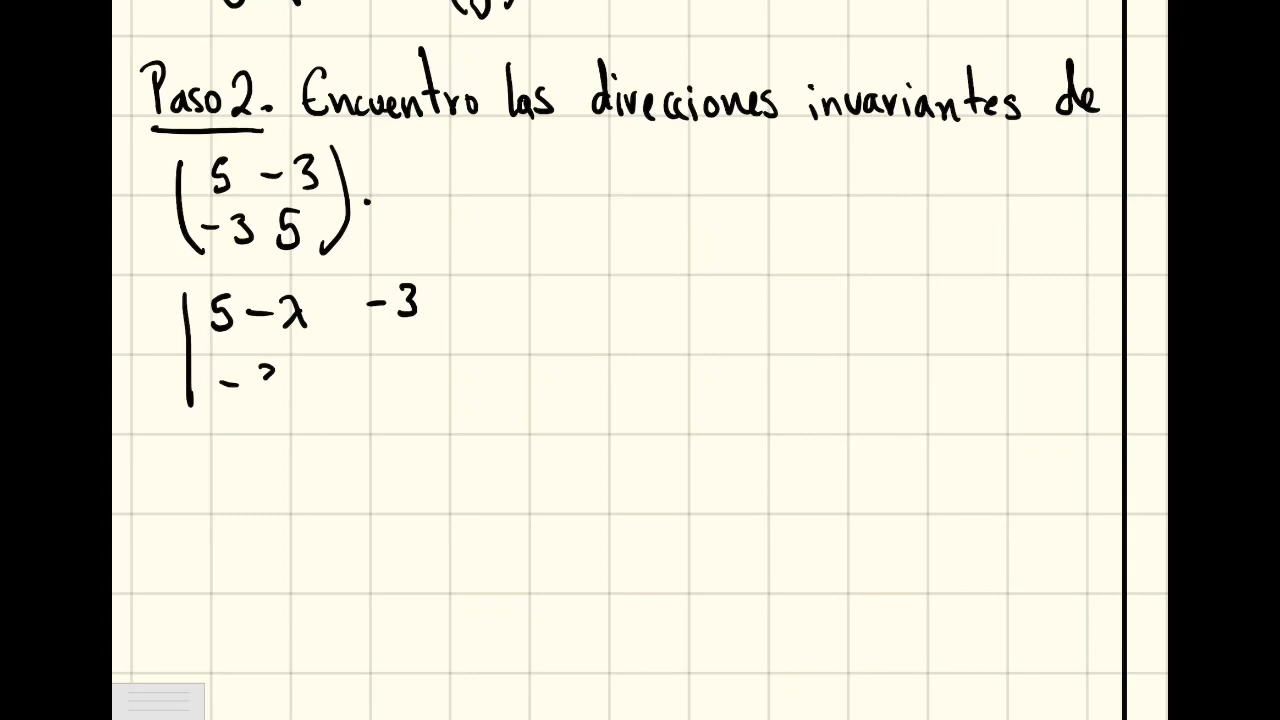 Paso 2. Encuentro las direcciones invariantes de
( 5 -3
-3 5 ).
| 5-λ -3
-